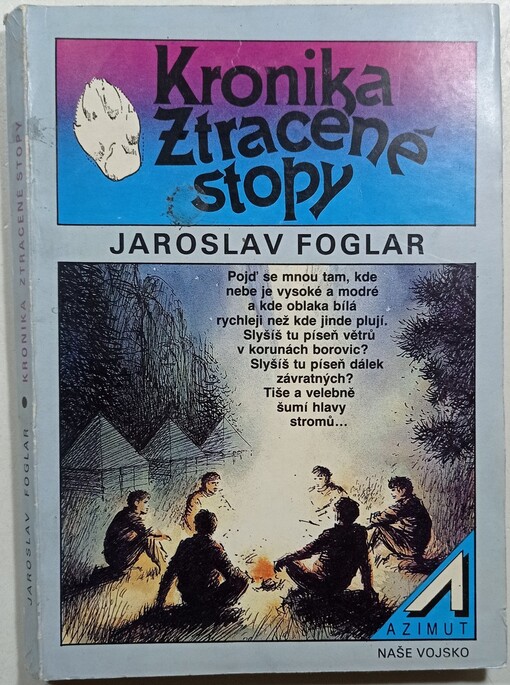 Kronika
Ztracené
stopy
JAROSLAV FOGLAR
Pojď se mnou tam, kde
nebe je vysoké a modré
a kde oblaka bílá
rychleji než kde jinde plují.
Slyšíš tu píseň větrů
v korunách borovic?
Slyšíš tu píseň dálek
závratných?
Tiše a velebně
šumí hlavy
stromů...
AZIMUT
NAŠE VOJSKO
JAROSLAV FOGLAR ● KRONIKA ZTRACENÉ STOPY